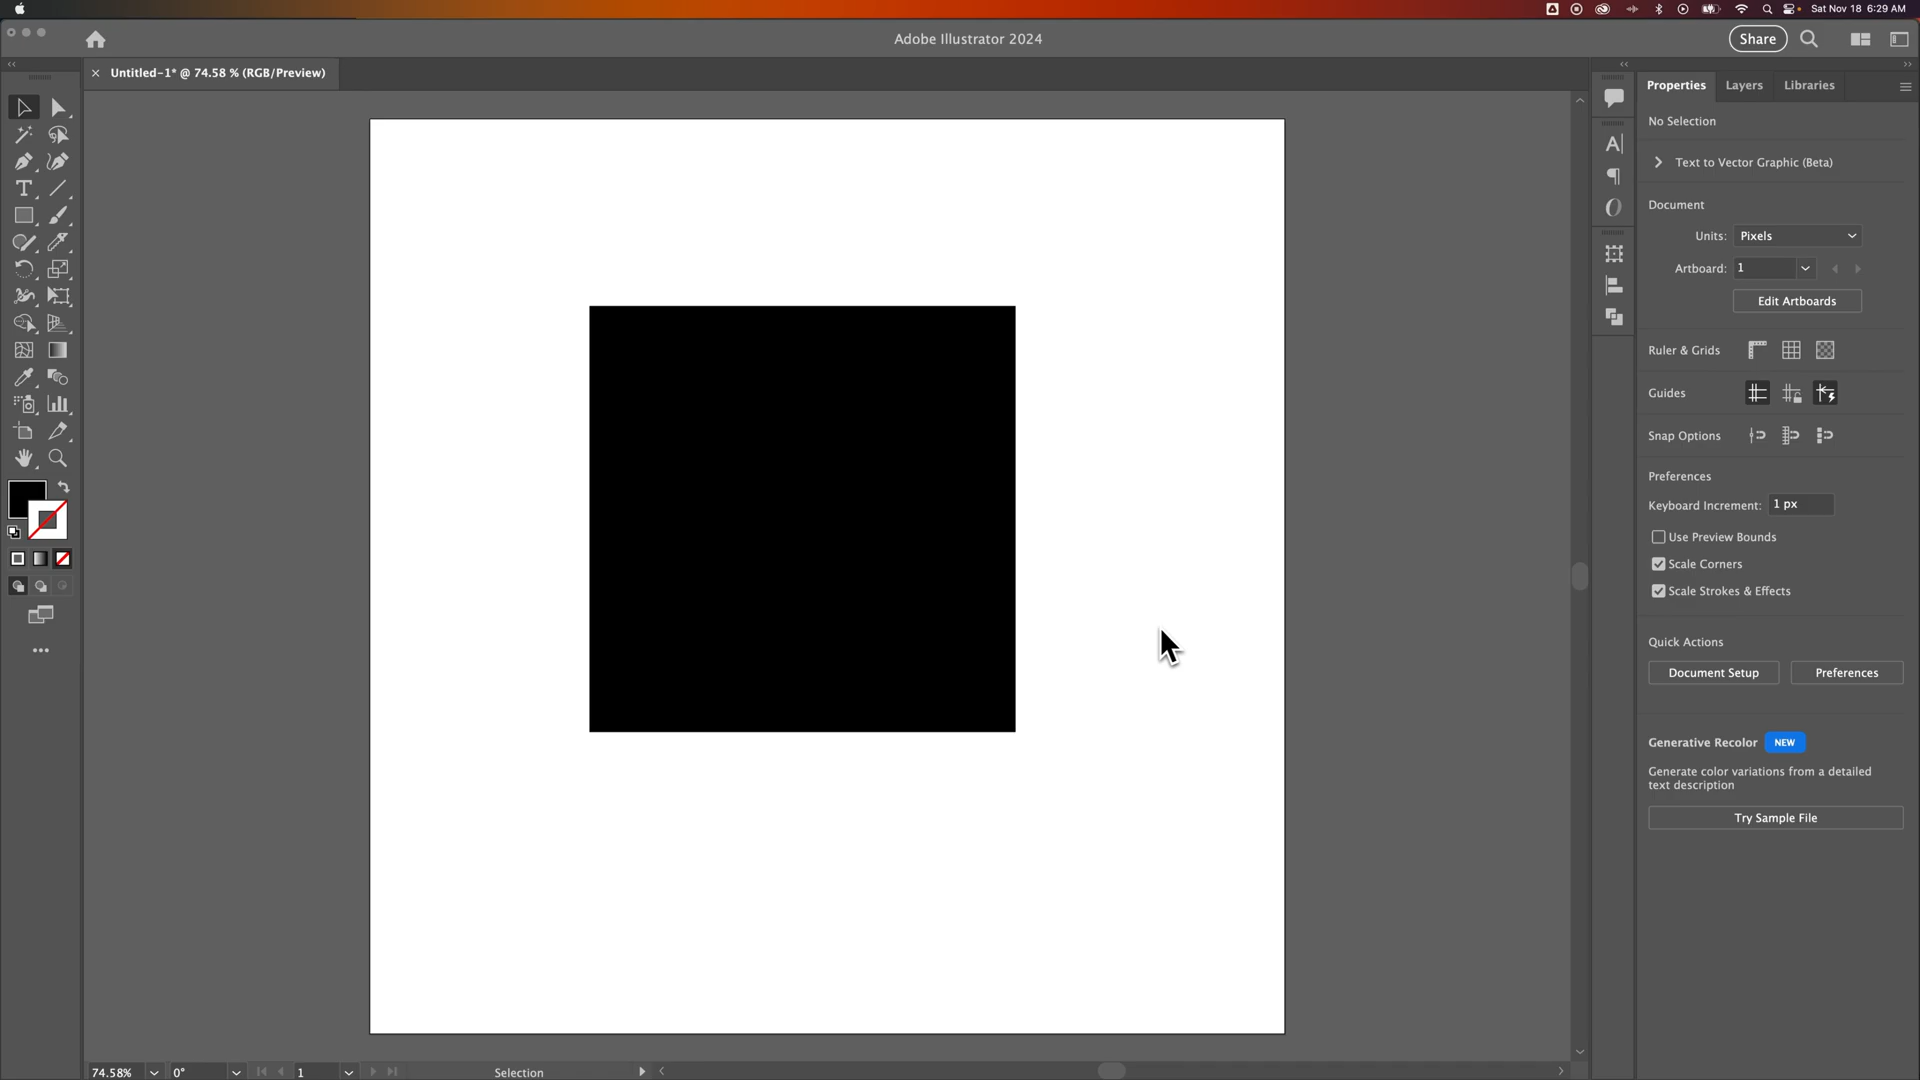 Sat Nov 18 6:29 AM
Adobe Illustrator 2024
Share
Untitled-1* @ 74.58 % (RGB/Preview)
Properties
Layers
Libraries
No Selection
Text to Vector Graphic (Beta)
Document
Units: Pixels
Artboard: 1
Edit Artboards
Ruler & Grids
Guides
Snap Options
Preferences
Keyboard Increment: 1 px
Use Preview Bounds
Scale Corners
Scale Strokes & Effects
Quick Actions
Document Setup
Preferences
Generative Recolor NEW
Generate color variations from a detailed
text description
Try Sample File
74.58% 0° 1 Selection